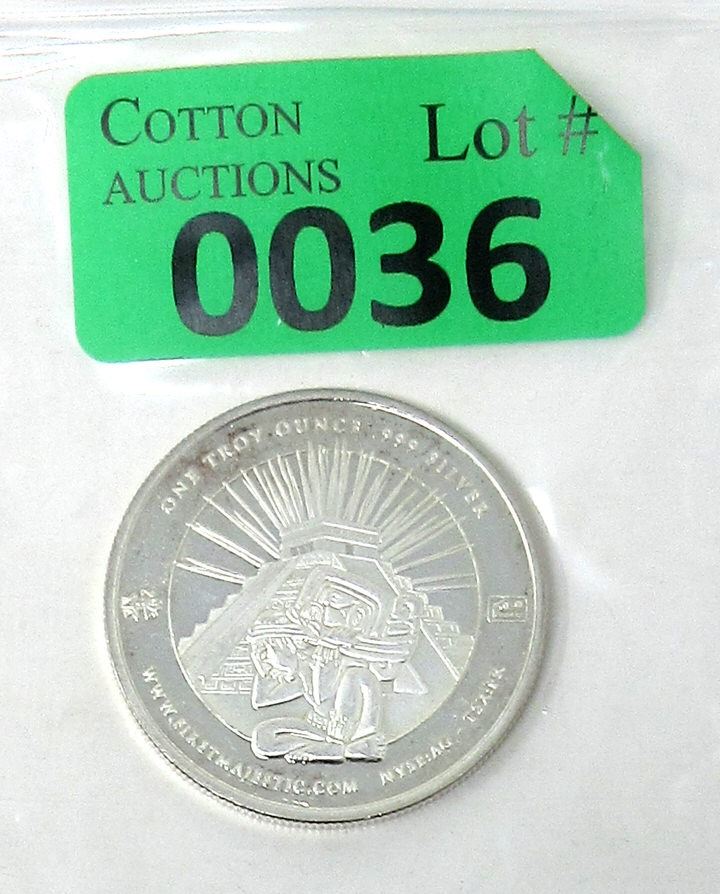 COTTON
AUCTIONS
Lot #
0036
ONE TROY OUNCE .999 SILVER
WWW.FIRSTMAJESTIC.COM
NYSE:AG - TSX:FR